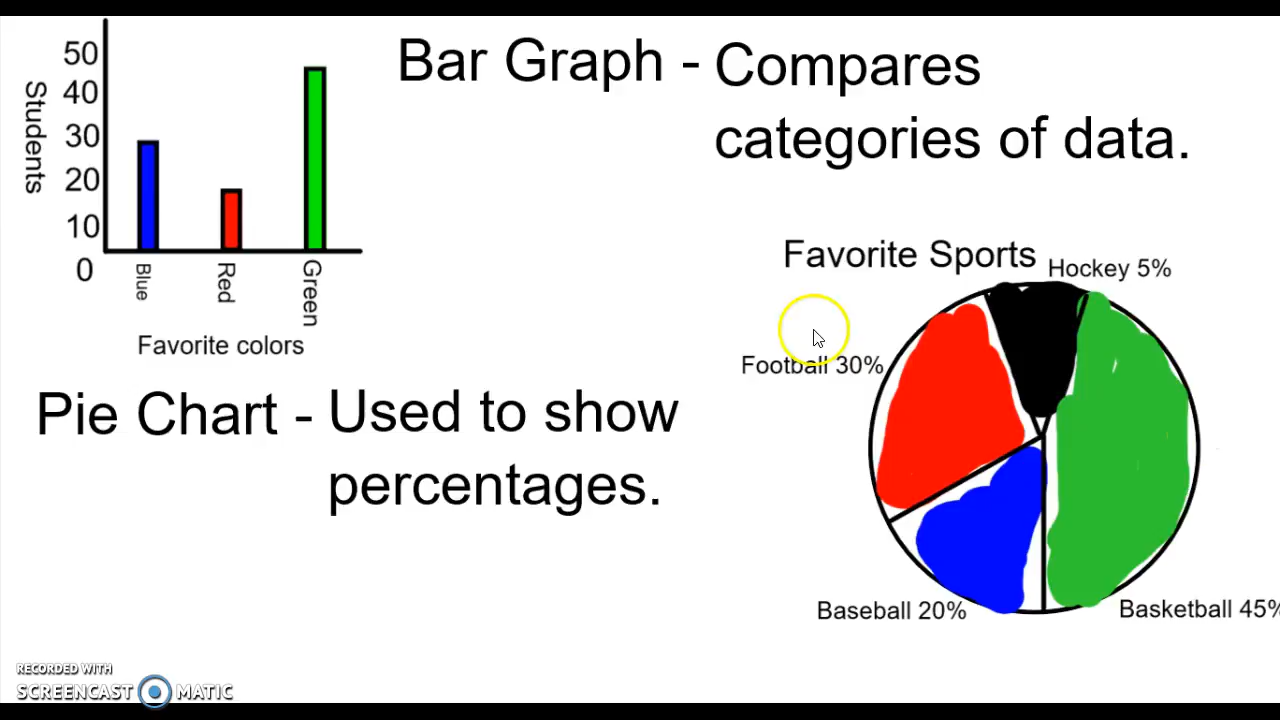 50
40
30
20
10
0
Students
Blue
Red
Green
Favorite colors
Bar Graph - Compares
categories of data.
Favorite Sports
Hockey 5%
Football 30%
Baseball 20%
Basketball 45%
Pie Chart - Used to show
percentages.
RECORDED WITH
SCREENCAST MATIC